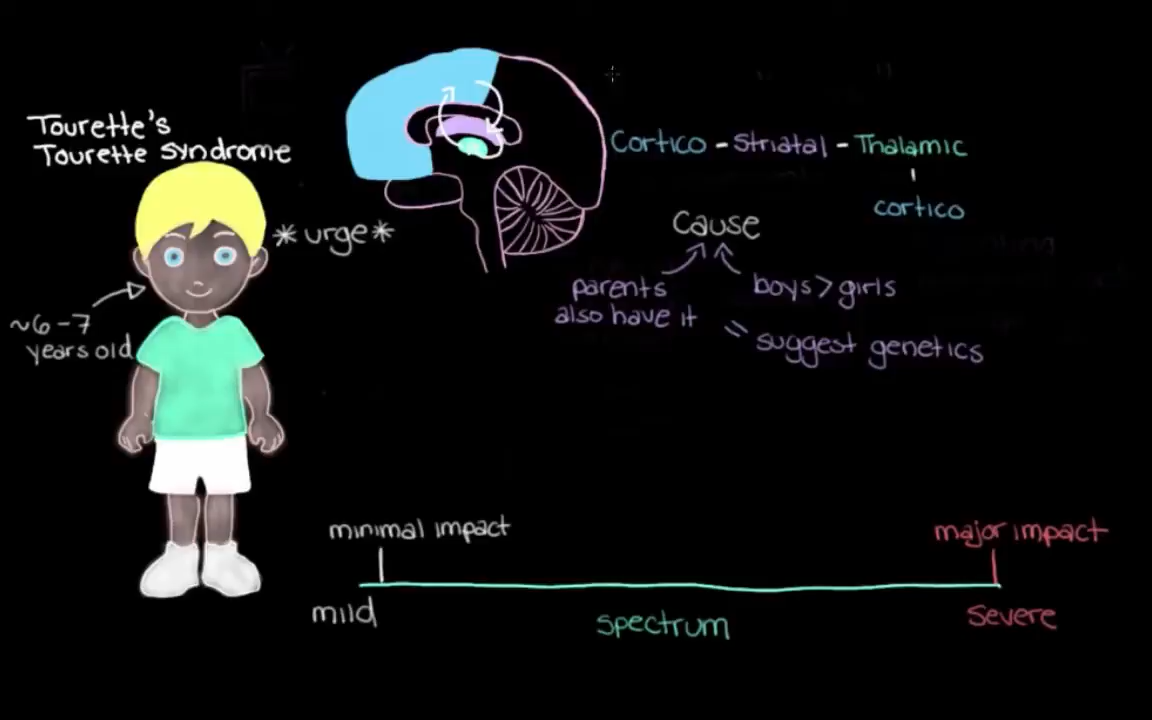 Tourette's
Tourette Syndrome
*urge*
~6-7
years old
Cortico - Striatal - Thalamic
cortico
Cause
parents
also have it
boys > girls
= suggest genetics
minimal impact
major impact
mild
spectrum
severe